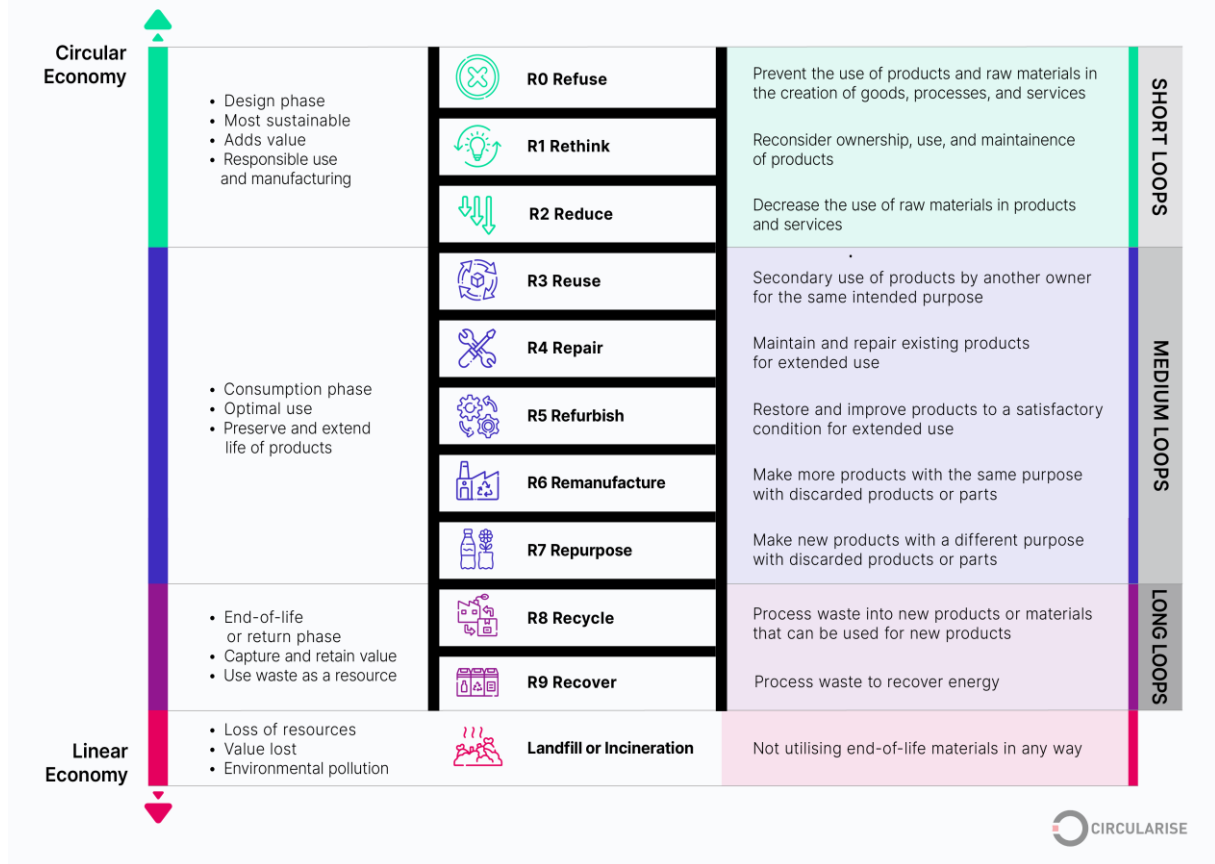 Circular
Economy
• Design phase
• Most sustainable
• Adds value
• Responsible use
and manufacturing
R0 Refuse
Prevent the use of products and raw materials in
the creation of goods, processes, and services
R1 Rethink
Reconsider ownership, use, and maintainence
of products
R2 Reduce
Decrease the use of raw materials in products
and services
SHORT LOOPS
• Consumption phase
• Optimal use
• Preserve and extend
life of products
R3 Reuse
Secondary use of products by another owner
for the same intended purpose
R4 Repair
Maintain and repair existing products
for extended use
R5 Refurbish
Restore and improve products to a satisfactory
condition for extended use
R6 Remanufacture
Make more products with the same purpose
with discarded products or parts
R7 Repurpose
Make new products with a different purpose
with discarded products or parts
MEDIUM LOOPS
• End-of-life
or return phase
• Capture and retain value
• Use waste as a resource
R8 Recycle
Process waste into new products or materials
that can be used for new products
R9 Recover
Process waste to recover energy
LONG LOOPS
Linear
Economy
• Loss of resources
• Value lost
• Environmental pollution
Landfill or Incineration
Not utilising end-of-life materials in any way
CIRCULARISE